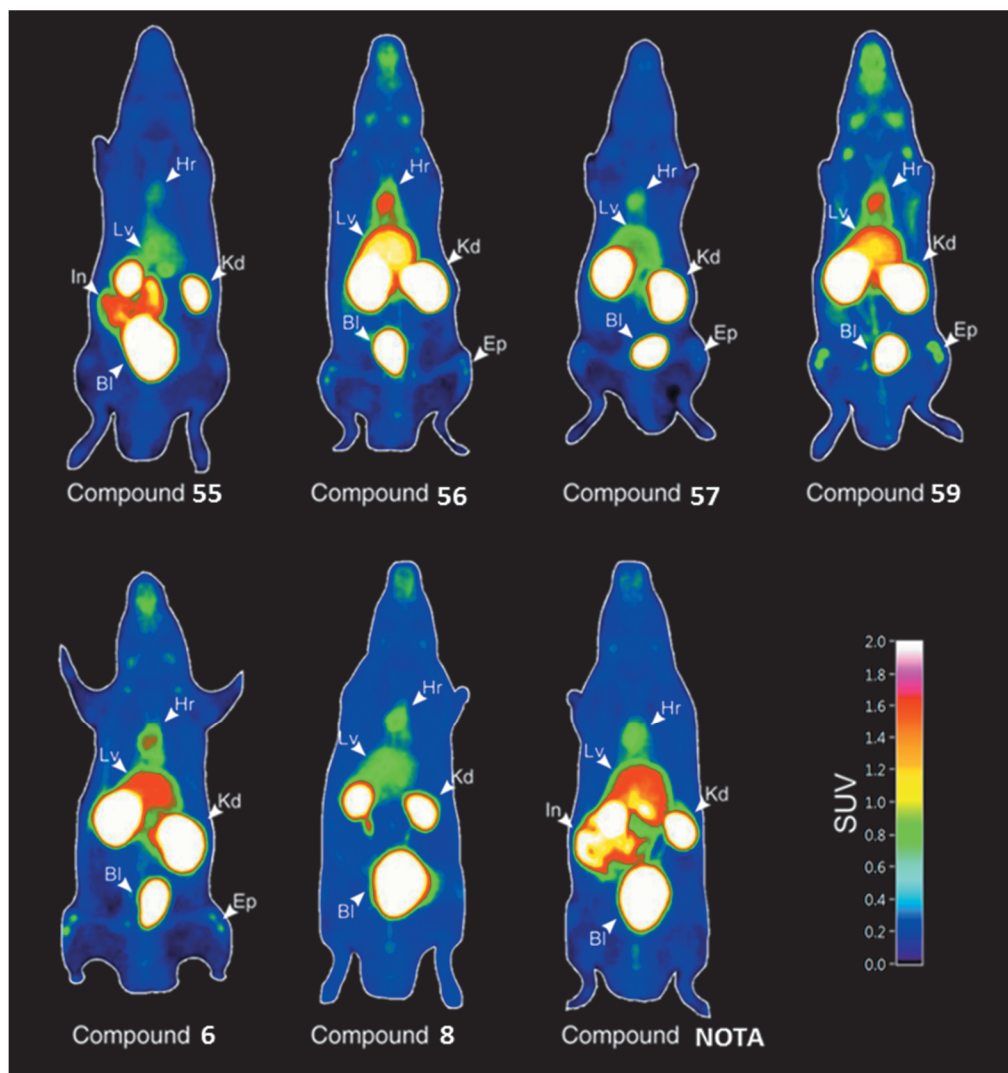 Hr
Lv
In
Kd
Bl
Compound 55
Hr
Lv
Kd
Bl
Ep
Compound 56
Hr
Lv
Kd
Bl
Ep
Compound 57
Hr
Lv
Kd
Bl
Ep
Compound 59
Hr
Lv
Kd
Bl
Ep
Compound 6
Hr
Lv
Kd
Bl
Compound 8
Hr
Lv
In
Kd
Bl
Compound NOTA
SUV
2.0
1.8
1.6
1.4
1.2
1.0
0.8
0.6
0.4
0.2
0.0